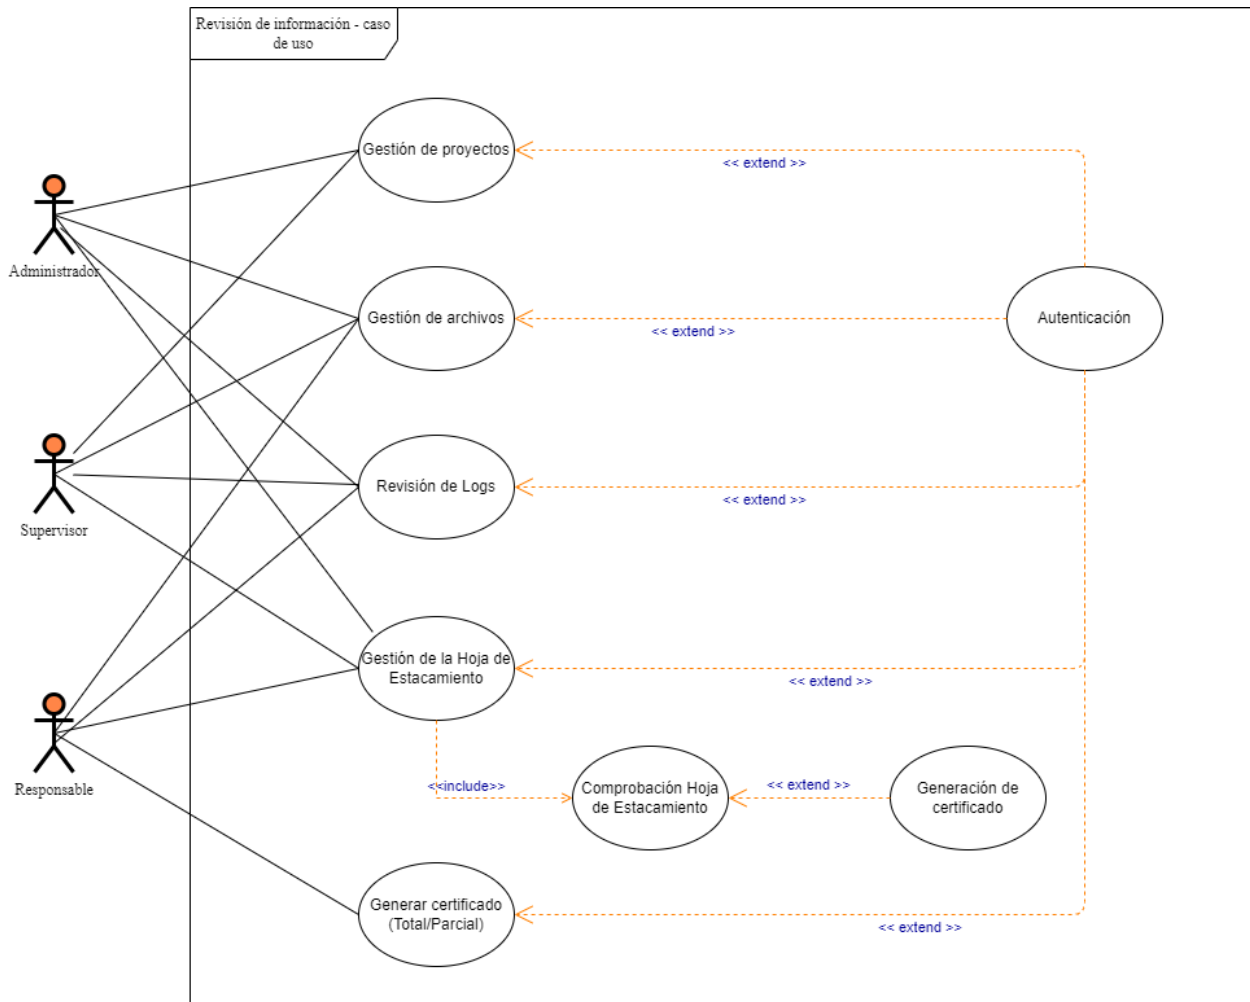 Revisión de información - caso
de uso
Gestión de proyectos
<< extend >>
Administrador
Gestión de archivos
<< extend >>
Autenticación
Revisión de Logs
<< extend >>
Supervisor
Gestión de la Hoja de
Estacamiento
<< extend >>
Responsable
<<include>>
Comprobación Hoja
de Estacamiento
<< extend >>
Generación de
certificado
Generar certificado
(Total/Parcial)
<< extend >>